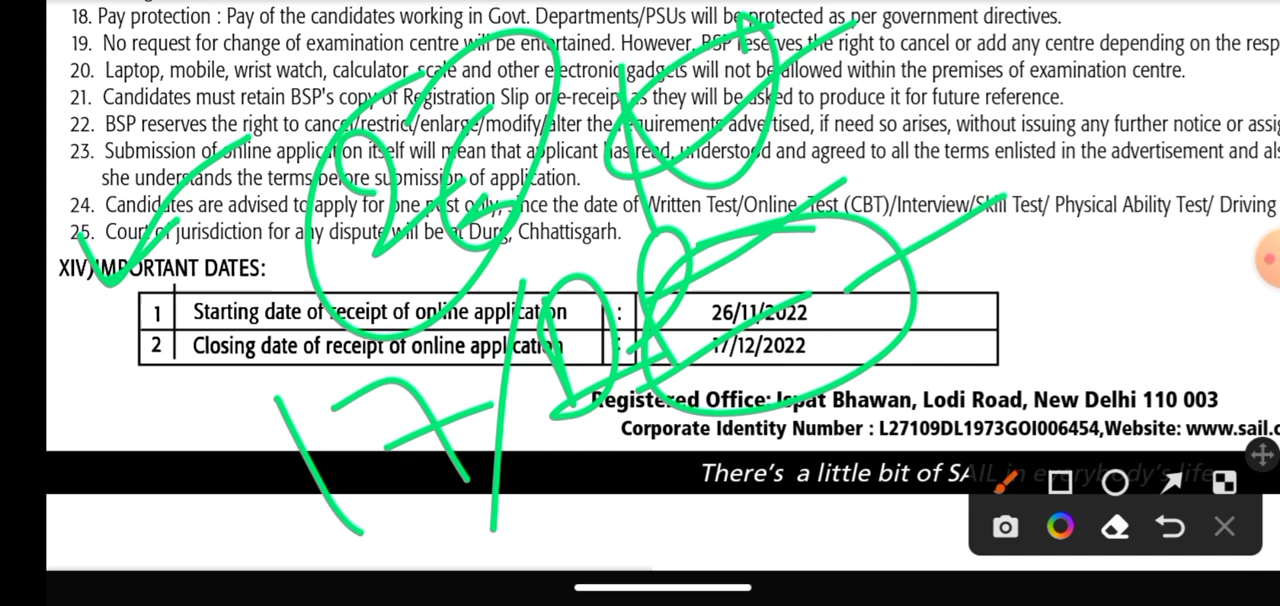 18. Pay protection : Pay of the candidates working in Govt. Departments/PSUs will be protected as per government directives.
19. No request for change of examination centre will be entertained. However, BSP reserves the right to cancel or add any centre depending on the resp
20. Laptop, mobile, wrist watch, calculator, scale and other electronic gadgets will not be allowed within the premises of examination centre.
21. Candidates must retain BSP's copy of Registration Slip or e-receipt as they will be asked to produce it for future reference.
22. BSP reserves the right to cancel/restrict/enlarge/modify/alter the requirements advertised, if need so arises, without issuing any further notice or assig
23. Submission of online application itself will mean that applicant has read, understood and agreed to all the terms enlisted in the advertisement and als
she understands the terms before submission of application.
24. Candidates are advised to apply for one post only, since the date of Written Test/Online Test (CBT)/Interview/Skill Test/ Physical Ability Test/ Driving
25. Court of jurisdiction for any dispute will be at Durg, Chhattisgarh.
XIV) IMPORTANT DATES:
1 Starting date of receipt of online application : 26/11/2022
2 Closing date of receipt of online application : 17/12/2022
26
17/12
Registered Office: Ispat Bhawan, Lodi Road, New Delhi 110 003
Corporate Identity Number : L27109DL1973GOI006454,Website: www.sail.c
There's a little bit of SAIL in everybody's life